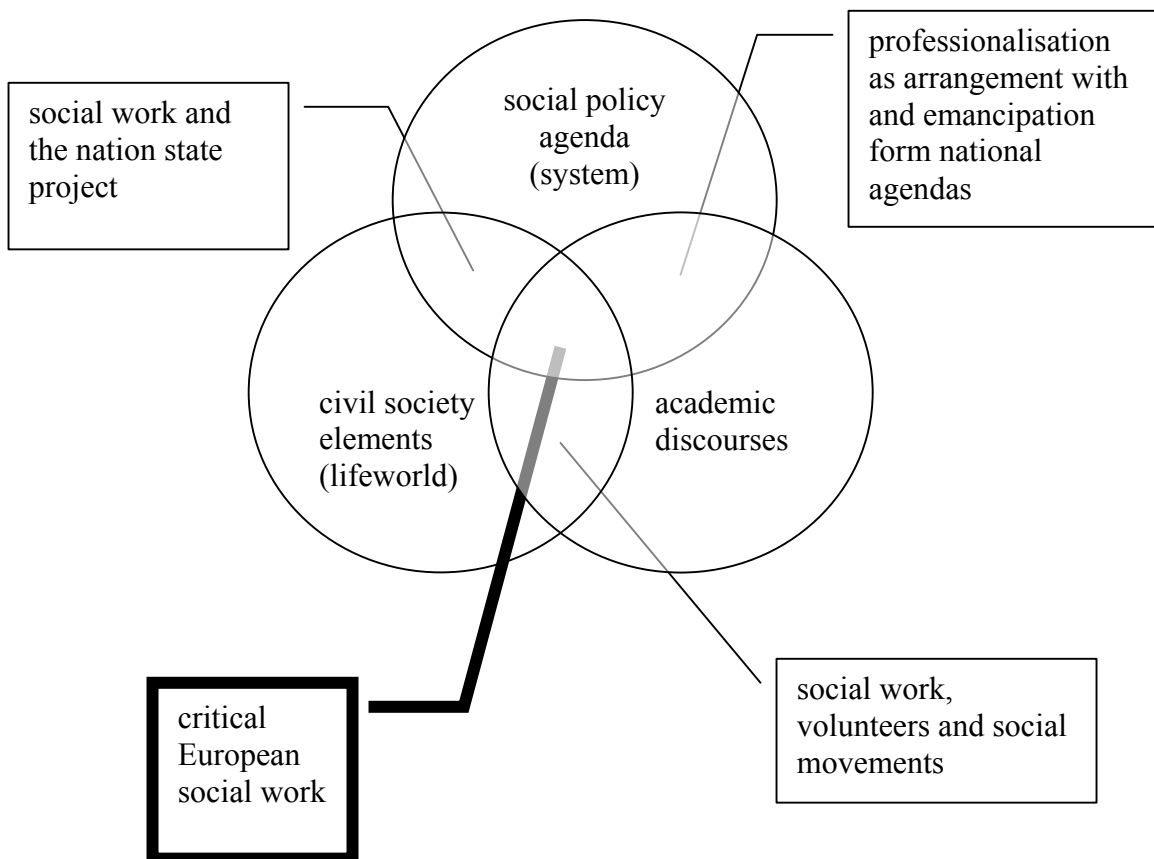 social work and
the nation state
project
social policy
agenda
(system)
professionalisation
as arrangement with
and emancipation
form national
agendas
civil society
elements
(lifeworld)
academic
discourses
critical
European
social work
social work,
volunteers and social
movements